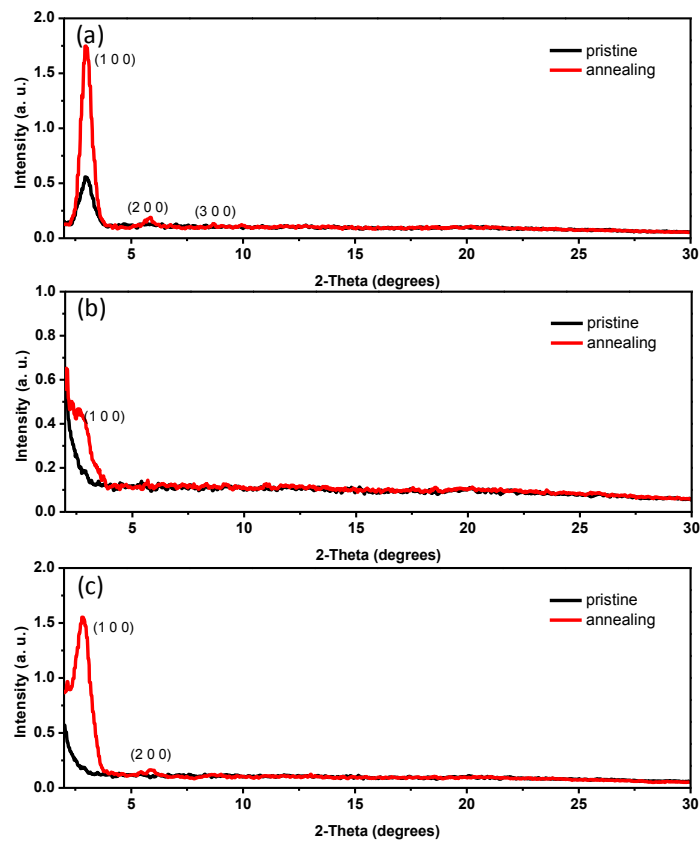 (a)
(1 0 0)
(2 0 0)
(3 0 0)
pristine
annealing
Intensity (a. u.)
2.0
1.5
1.0
0.5
0.0
5 10 15 20 25 30
2-Theta (degrees)
(b)
(1 0 0)
pristine
annealing
Intensity (a. u.)
1.0
0.8
0.6
0.4
0.2
0.0
5 10 15 20 25 30
2-Theta (degrees)
(c)
(1 0 0)
(2 0 0)
pristine
annealing
Intensity (a. u.)
2.0
1.5
1.0
0.5
0.0
5 10 15 20 25 30
2-Theta (degrees)